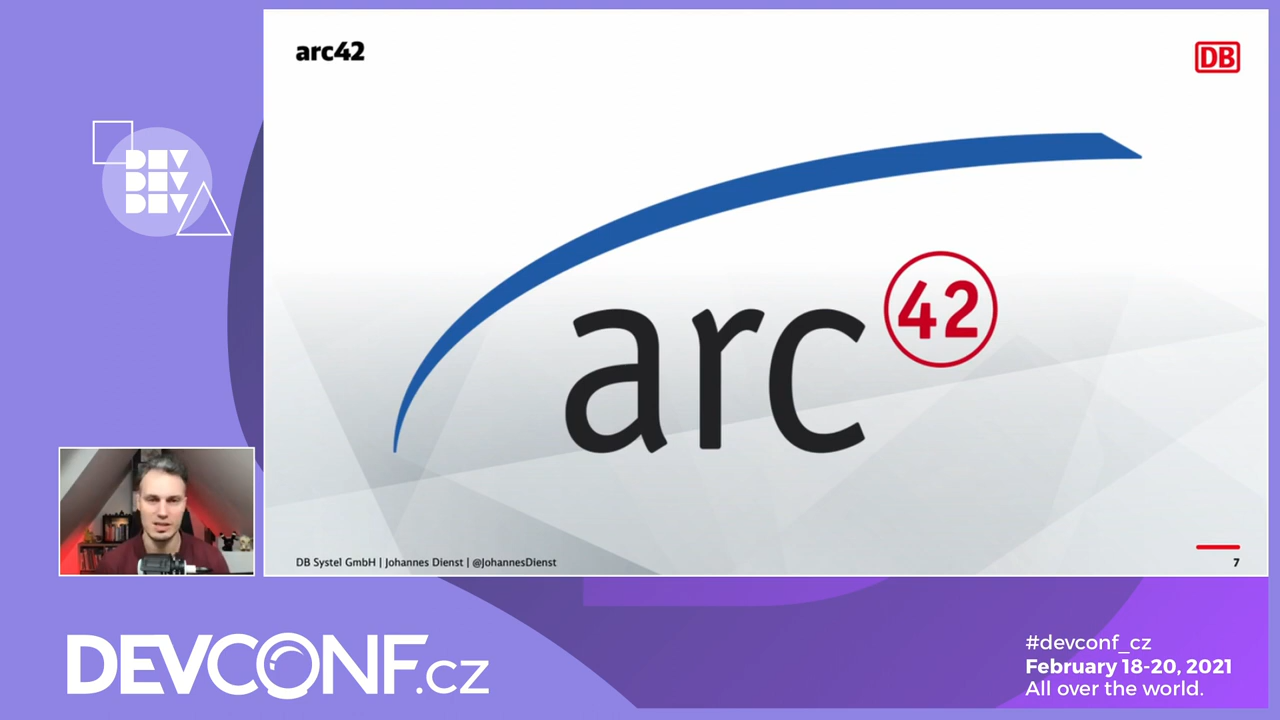 arc42
DB
DEV
DEV
DEV
arc 42
DB Systel GmbH | Johannes Dienst | @JohannesDienst
7
DEVCONF.cz
#devconf_cz
February 18-20, 2021
All over the world.